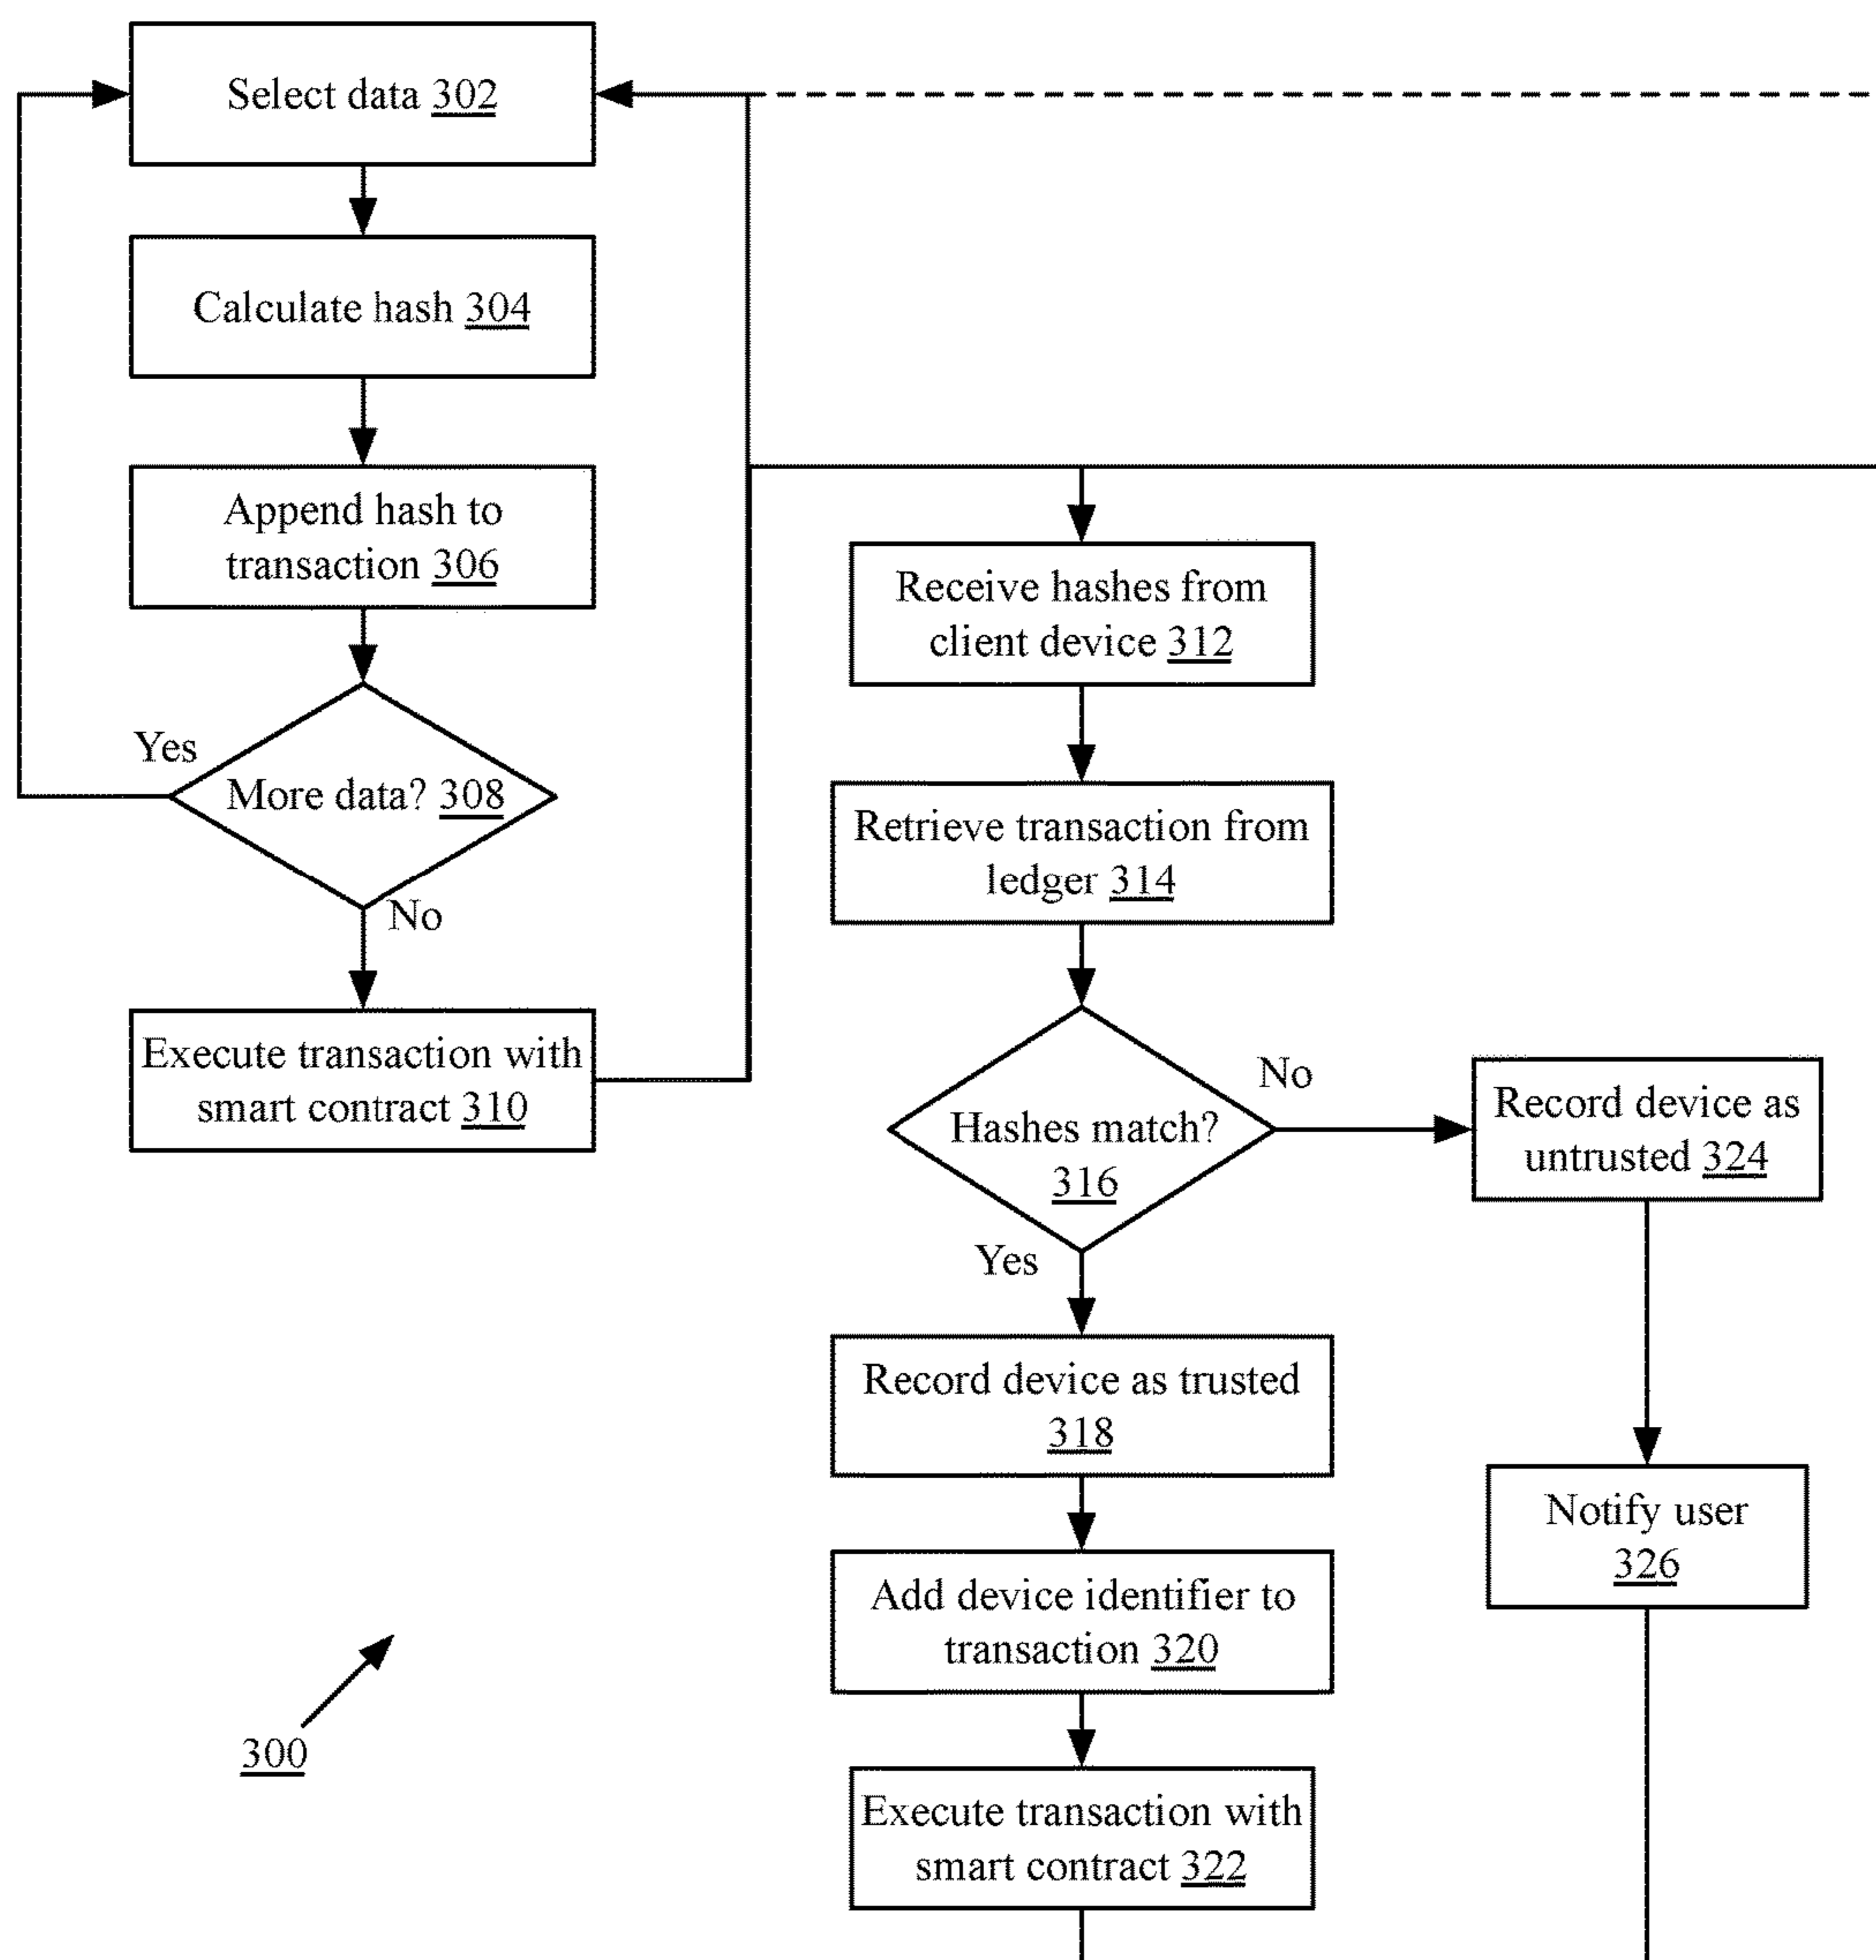 Select data 302
Calculate hash 304
Append hash to
transaction 306
Yes
More data? 308
No
Execute transaction with
smart contract 310
Receive hashes from
client device 312
Retrieve transaction from
ledger 314
No
Hashes match?
316
Yes
Record device as
untrusted 324
Record device as trusted
318
Notify user
326
Add device identifier to
transaction 320
Execute transaction with
smart contract 322
300